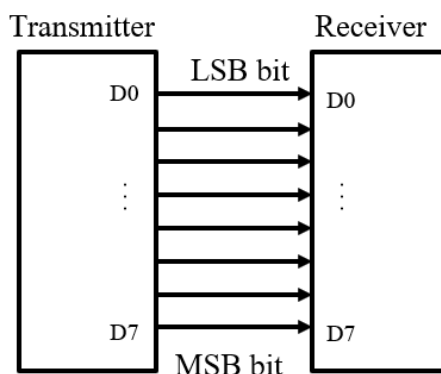 Transmitter Receiver
LSB bit
D0 D0
⋮ ⋮
D7 D7
MSB bit